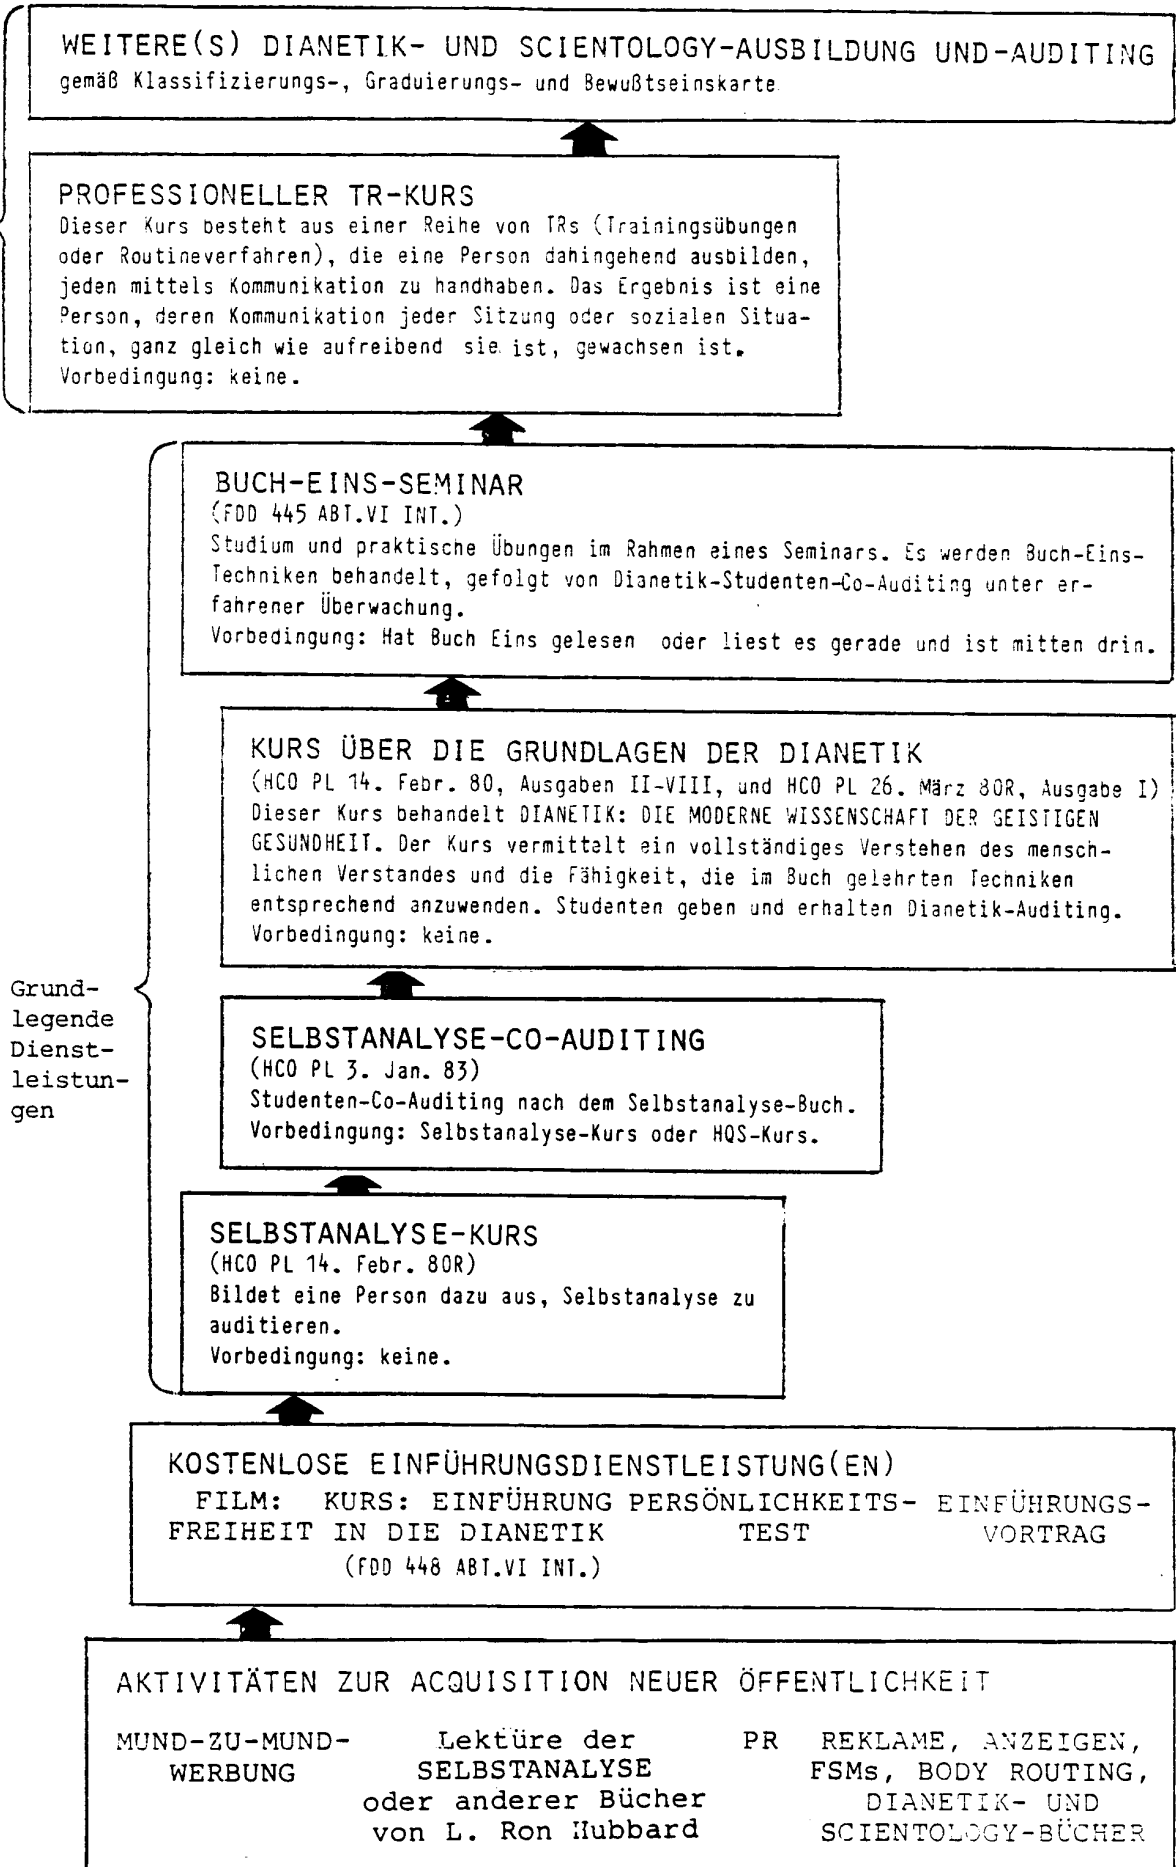 WEITERE(S) DIANETIK- UND SCIENTOLOGY-AUSBILDUNG UND-AUDITING
gemäß Klassifizierungs-, Graduierungs- und Bewußtseinskarte
PROFESSIONELLER TR-KURS
Dieser Kurs besteht aus einer Reihe von TRs (Trainingsübungen
oder Routineverfahren), die eine Person dahingehend ausbilden,
jeden mittels Kommunikation zu handhaben. Das Ergebnis ist eine
Person, deren Kommunikation jeder Sitzung oder sozialen Situa-
tion, ganz gleich wie aufreibend sie ist, gewachsen ist.
Vorbedingung: keine.
BUCH-EINS-SEMINAR
(FDD 445 ABT.VI INT.)
Studium und praktische Übungen im Rahmen eines Seminars. Es werden Buch-Eins-
Techniken behandelt, gefolgt von Dianetik-Studenten-Co-Auditing unter er-
fahrener Überwachung.
Vorbedingung: Hat Buch Eins gelesen oder liest es gerade und ist mitten drin.
KURS ÜBER DIE GRUNDLAGEN DER DIANETIK
(HCO PL 14. Febr. 80, Ausgaben II-VIII, und HCO PL 26. März 80R, Ausgabe I)
Dieser Kurs behandelt DIANETIK: DIE MODERNE WISSENSCHAFT DER GEISTIGEN
GESUNDHEIT. Der Kurs vermittelt ein vollständiges Verstehen des mensch-
lichen Verstandes und die Fähigkeit, die im Buch gelehrten Techniken
entsprechend anzuwenden. Studenten geben und erhalten Dianetik-Auditing.
Vorbedingung: keine.
Grund-
legende
Dienst-
leistun-
gen
SELBSTANALYSE-CO-AUDITING
(HCO PL 3. Jan. 83)
Studenten-Co-Auditing nach dem Selbstanalyse-Buch.
Vorbedingung: Selbstanalyse-Kurs oder HQS-Kurs.
SELBSTANALYSE-KURS
(HCO PL 14. Febr. 80R)
Bildet eine Person dazu aus, Selbstanalyse zu
auditieren.
Vorbedingung: keine.
KOSTENLOSE EINFÜHRUNGSDIENSTLEISTUNG(EN)
FILM: KURS: EINFÜHRUNG PERSÖNLICHKEITS- EINFÜHRUNGS-
FREIHEIT IN DIE DIANETIK TEST VORTRAG
(FDD 448 ABT.VI INT.)
AKTIVITÄTEN ZUR ACQUISITION NEUER ÖFFENTLICHKEIT
MUND-ZU-MUND- Lektüre der PR REKLAME, ANZEIGEN,
WERBUNG SELBSTANALYSE FSMs, BODY ROUTING,
oder anderer Bücher DIANETIK- UND
von L. Ron Hubbard SCIENTOLOGY-BÜCHER